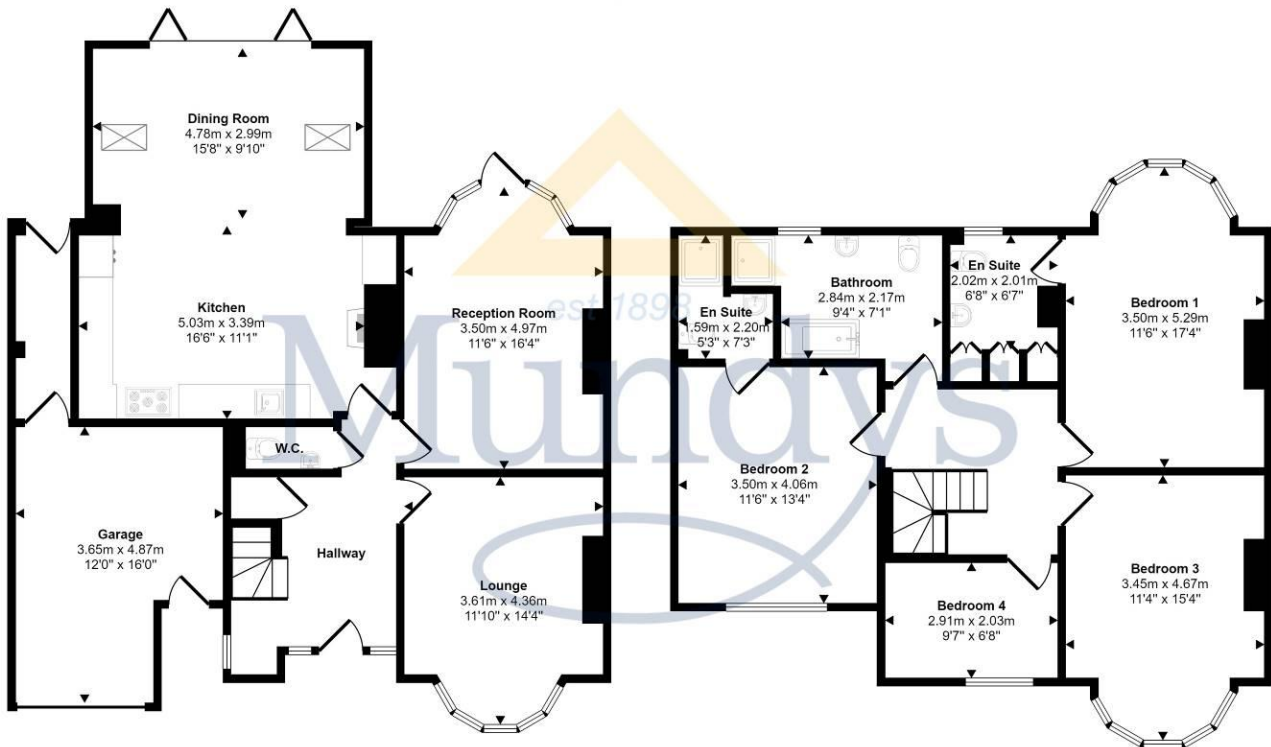 Dining Room
4.78m x 2.99m
15'8" x 9'10"
Kitchen
5.03m x 3.39m
16'6" x 11'1"
Reception Room
3.50m x 4.97m
11'6" x 16'4"
W.C.
Garage
3.65m x 4.87m
12'0" x 16'0"
Hallway
Lounge
3.61m x 4.36m
11'10" x 14'4"
En Suite
1.59m x 2.20m
5'3" x 7'3"
Bathroom
2.84m x 2.17m
9'4" x 7'1"
En Suite
2.02m x 2.01m
6'8" x 6'7"
Bedroom 1
3.50m x 5.29m
11'6" x 17'4"
Bedroom 2
3.50m x 4.06m
11'6" x 13'4"
Bedroom 3
3.45m x 4.67m
11'4" x 15'4"
Bedroom 4
2.91m x 2.03m
9'7" x 6'8"
est 1898
Mundys